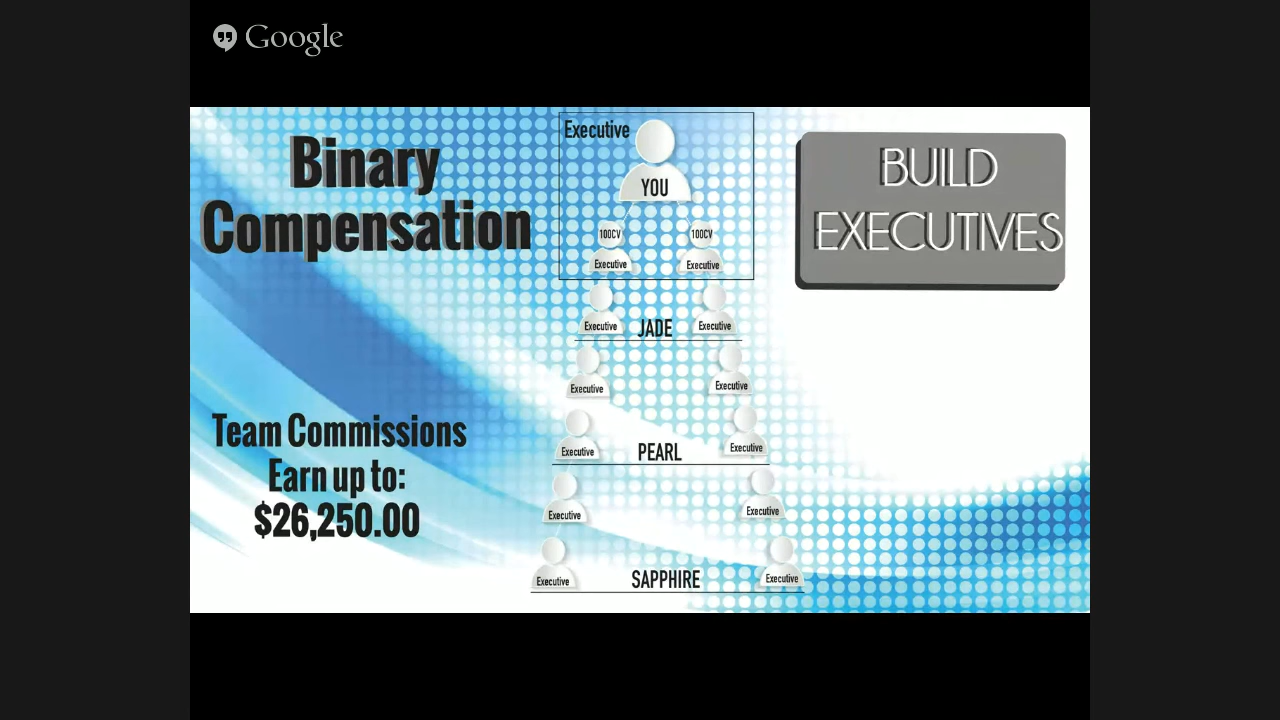 Google
Binary
Compensation
Team Commissions
Earn up to:
$26,250.00
Executive
YOU
100CV 100CV
Executive Executive
Executive JADE Executive
Executive Executive
Executive PEARL Executive
Executive Executive
Executive SAPPHIRE Executive
BUILD
EXECUTIVES